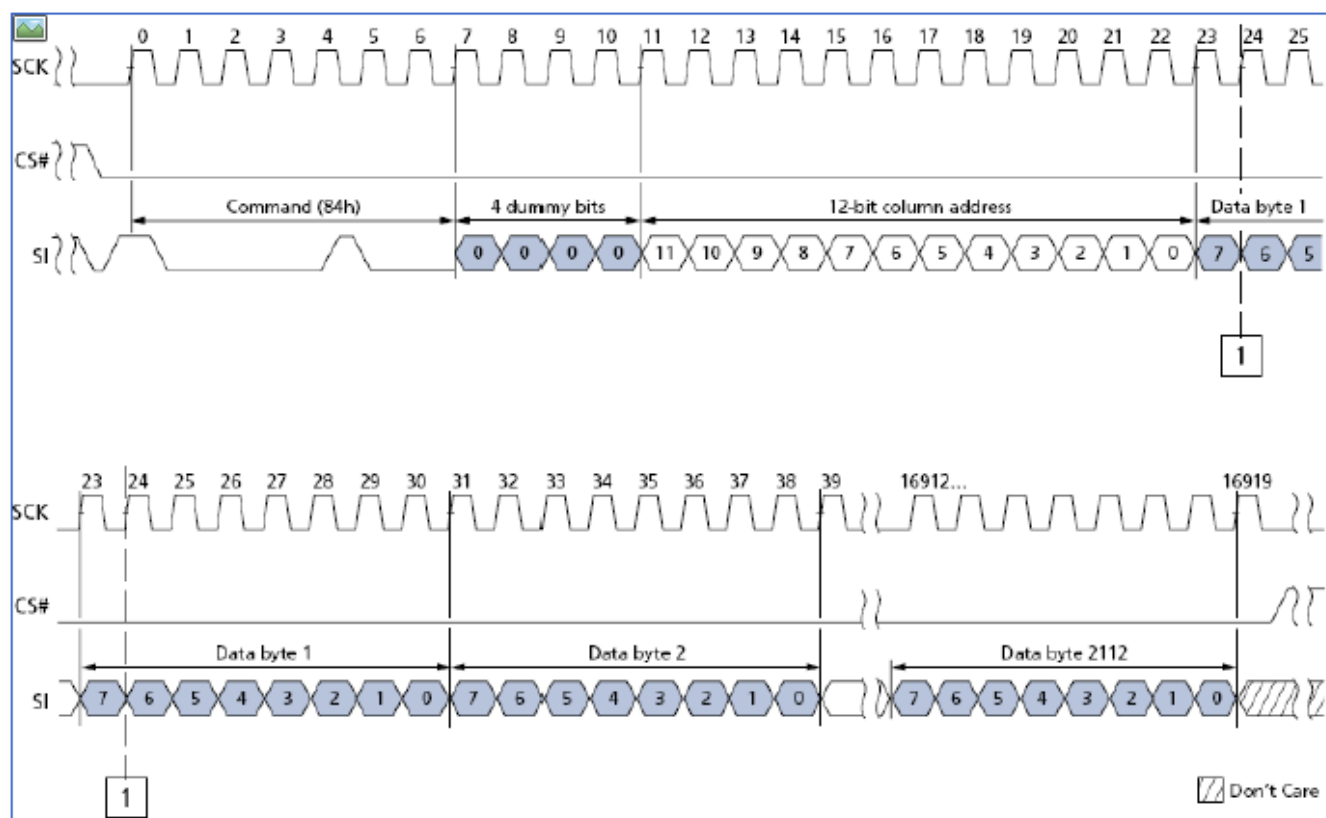 0 1 2 3 4 5 6 7 8 9 10 11 12 13 14 15 16 17 18 19 20 21 22 23 24 25
SCK
CS#
Command (84h) 4 dummy bits 12-bit column address Data byte 1
SI 0 0 0 0 11 10 9 8 7 6 5 4 3 2 1 0 7 6 5
1
23 24 25 26 27 28 29 30 31 32 33 34 35 36 37 38 39 16912... 16919
SCK
CS#
Data byte 1 Data byte 2 Data byte 2112
SI 7 6 5 4 3 2 1 0 7 6 5 4 3 2 1 0 7 6 5 4 3 2 1 0
1
Don't Care